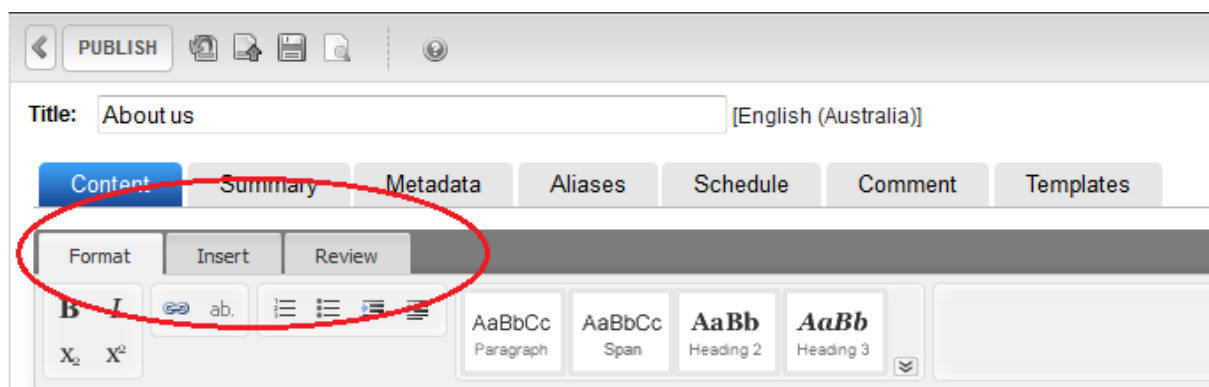 PUBLISH
Title: About us [English (Australia)]
Content Summary Metadata Aliases Schedule Comment Templates
Format Insert Review
B I ab. AaBbCc AaBbCc AaBb AaBb
X₂ X² Paragraph Span Heading 2 Heading 3